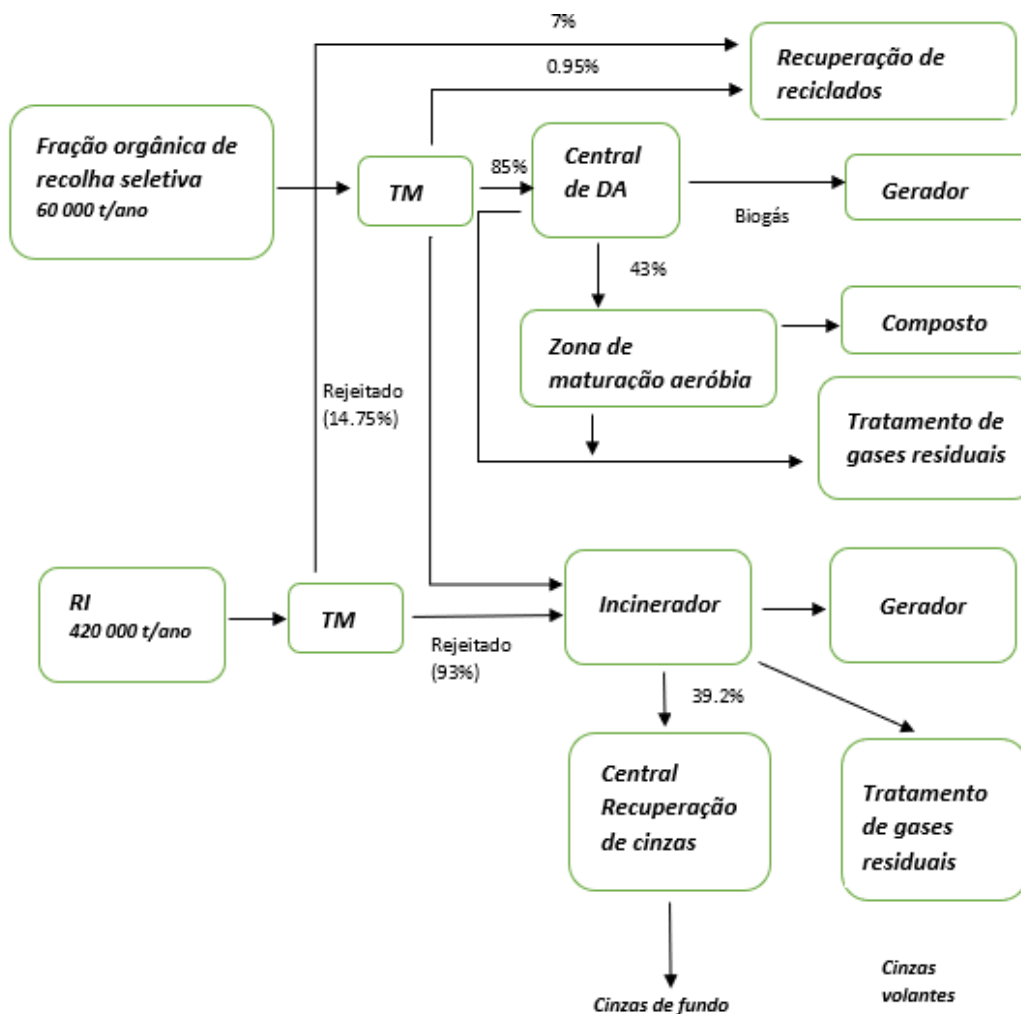 7%
0.95%
Recuperação de
reciclados
Fração orgânica de
recolha seletiva
60 000 t/ano
TM
85%
Central
de DA
Biogás
Gerador
43%
Zona de
maturação aeróbia
Composto
Rejeitado
(14.75%)
Tratamento de
gases residuais
RI
420 000 t/ano
TM
Rejeitado
(93%)
Incinerador
Gerador
39.2%
Central
Recuperação
de cinzas
Tratamento
de gases
residuais
Cinzas de fundo
Cinzas
volantes